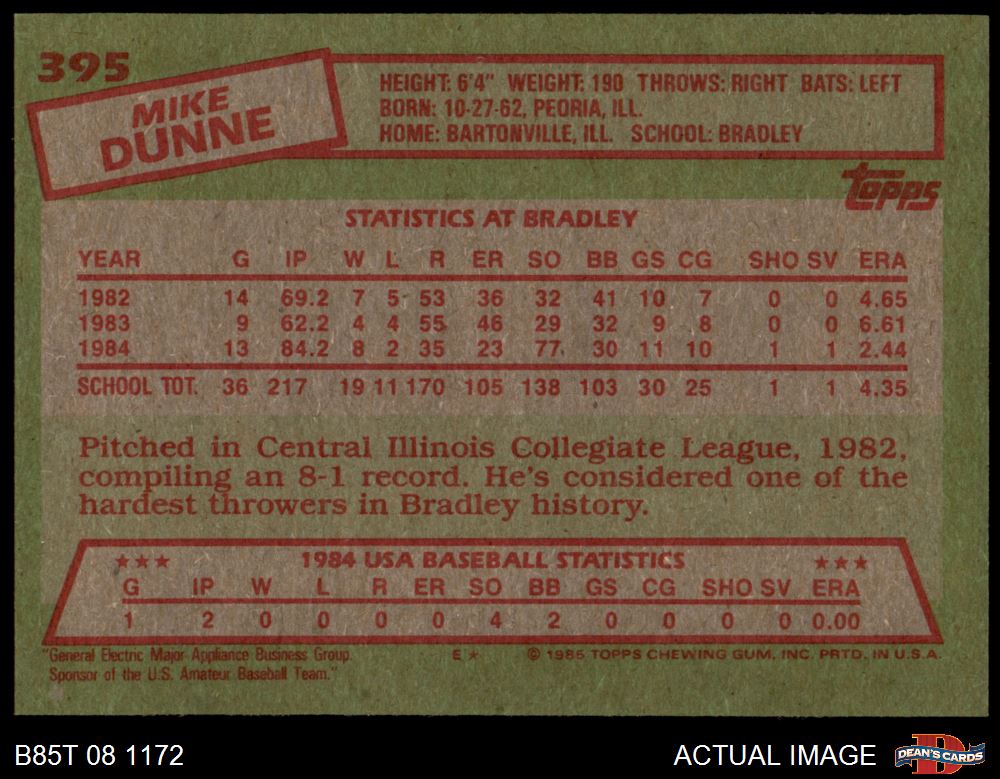 395
MIKE
DUNNE
HEIGHT: 6'4" WEIGHT: 190 THROWS: RIGHT BATS: LEFT
BORN: 10-27-62, PEORIA, ILL.
HOME: BARTONVILLE, ILL. SCHOOL: BRADLEY
topps
STATISTICS AT BRADLEY
YEAR G IP W L R ER SO BB GS CG SHO SV ERA
1982 14 69.2 7 5 53 36 32 41 10 7 0 0 4.65
1983 9 62.2 4 4 55 46 29 32 9 8 0 0 6.61
1984 13 84.2 8 2 35 23 77 30 11 10 1 1 2.44
SCHOOL TOT. 36 217 19 11 170 105 138 103 30 25 1 1 4.35
Pitched in Central Illinois Collegiate League, 1982,
compiling an 8-1 record. He's considered one of the
hardest throwers in Bradley history.
★★★ 1984 USA BASEBALL STATISTICS ★★★
G IP W L R ER SO BB GS CG SHO SV ERA
1 2 0 0 0 0 4 2 0 0 0 0 0.00
"General Electric Major Appliance Business Group.
Sponsor of the U.S. Amateur Baseball Team."
E ★ © 1985 TOPPS CHEWING GUM, INC. PRTD. IN U.S.A.
B85T 08 1172
ACTUAL IMAGE
D
DEAN'S CARDS